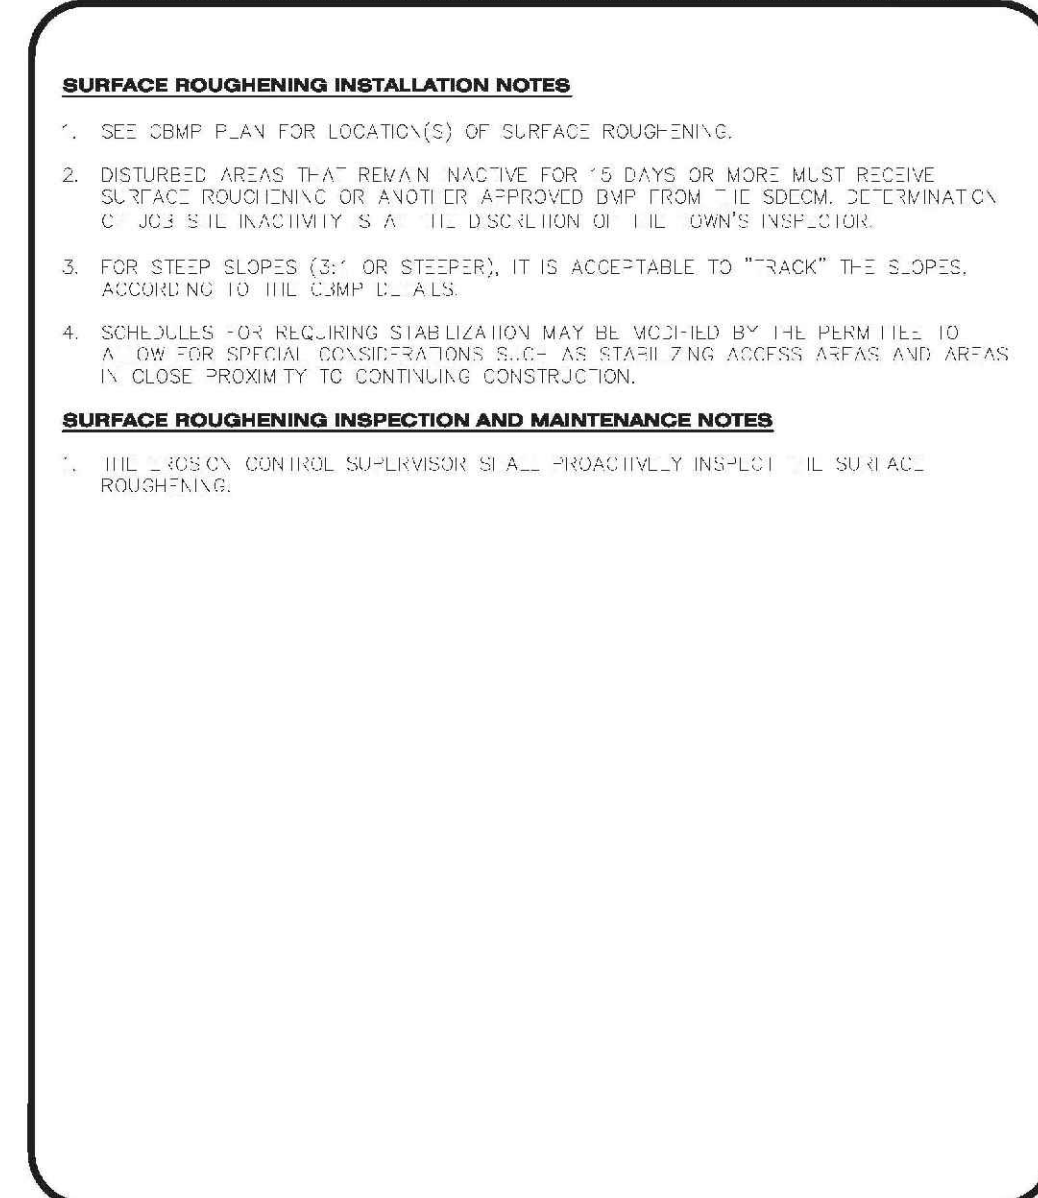 SURFACE ROUGHENING INSTALLATION NOTES
1. SEE CBMP PLAN FOR LOCATION(S) OF SURFACE ROUGHENING.
2. DISTURBED AREAS THAT REMAIN INACTIVE FOR 15 DAYS OR MORE MUST RECEIVE
SURFACE ROUGHENING OR ANOTHER APPROVED BMP FROM THE SDECM. DETERMINATION
OF JOB SITE INACTIVITY IS AT THE DISCRETION OF THE TOWN'S INSPECTOR.
3. FOR STEEP SLOPES (3:1 OR STEEPER), IT IS ACCEPTABLE TO "TRACK" THE SLOPES,
ACCORDING TO THE CBMP DETAILS.
4. SCHEDULES FOR REQUIRING STABILIZATION MAY BE MODIFIED BY THE PERMITTEE TO
ALLOW FOR SPECIAL CONSIDERATIONS SUCH AS STABILIZING ACCESS AREAS AND AREAS
IN CLOSE PROXIMITY TO CONTINUING CONSTRUCTION.
SURFACE ROUGHENING INSPECTION AND MAINTENANCE NOTES
1. THE EROSION CONTROL SUPERVISOR SHALL PROACTIVELY INSPECT THE SURFACE
ROUGHENING.